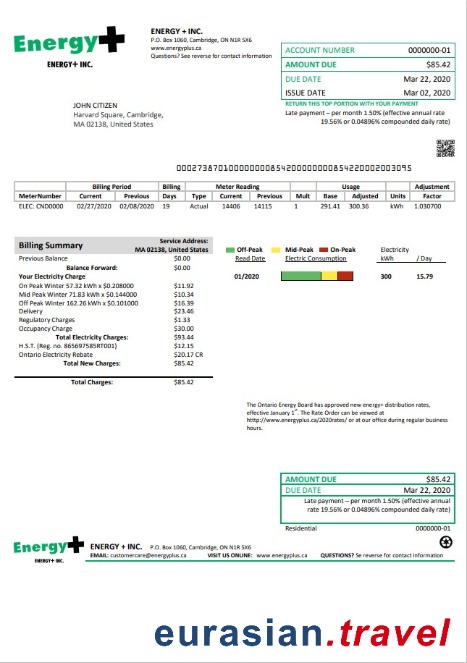 Energy+
ENERGY+ INC.
ENERGY + INC.
P.O. Box 1060, Cambridge, ON N1R 5X6
www.energyplus.ca
Questions? See reverse for contact information
ACCOUNT NUMBER 0000000-01
AMOUNT DUE $85.42
DUE DATE Mar 22, 2020
ISSUE DATE Mar 02, 2020
RETURN THIS TOP PORTION WITH YOUR PAYMENT
Late payment – per month 1.50% (effective annual rate
19.56% or 0.04896% compounded daily rate)
JOHN CITIZEN
Harvard Square, Cambridge,
MA 02138, United States
Billing Period Billing Meter Reading Usage Adjustment
MeterNumber Current Previous Days Type Current Previous Mult Base Adjusted Units Factor
ELEC: CND0000 02/27/2020 02/08/2020 19 Actual 14406 14115 1 291.41 300.36 kWh 1.030700
Billing Summary Service Address:
MA 02138, United States
Previous Balance $0.00
Balance Forward: $0.00
Your Electricity Charge
On Peak Winter 57.32 kWh x $0.208000 $11.92
Mid Peak Winter 71.83 kWh x $0.144000 $10.34
Off Peak Winter 162.26 kWh x $0.101000 $16.39
Delivery $23.46
Regulatory Charges $1.33
Occupancy Charge $30.00
Total Electricity Charges: $93.44
H.S.T. (Reg. no. 865697585RT001) $12.15
Ontario Electricity Rebate $20.17 CR
Total New Charges: $85.42
Total Charges: $85.42
Off-Peak Mid-Peak On-Peak Electricity
Read Date Electric Consumption kWh / Day
01/2020 300 15.79
The Ontario Energy Board has approved new energy+ distribution rates,
effective January 1st. The Rate Order can be viewed at
http://www.energyplus.ca/2020rates/ or at our office during regular business
hours.
AMOUNT DUE $85.42
DUE DATE Mar 22, 2020
Late payment – per month 1.50% (effective annual
rate 19.56% or 0.04896% compounded daily rate)
Residential 0000000-01
Energy+
ENERGY+ INC.
ENERGY + INC. P.O. Box 1060, Cambridge, ON N1R 5X6
EMAIL: customercare@energyplus.ca VISIT US ONLINE: www.energyplus.ca QUESTIONS? Se reverse for contact information
eurasian.travel